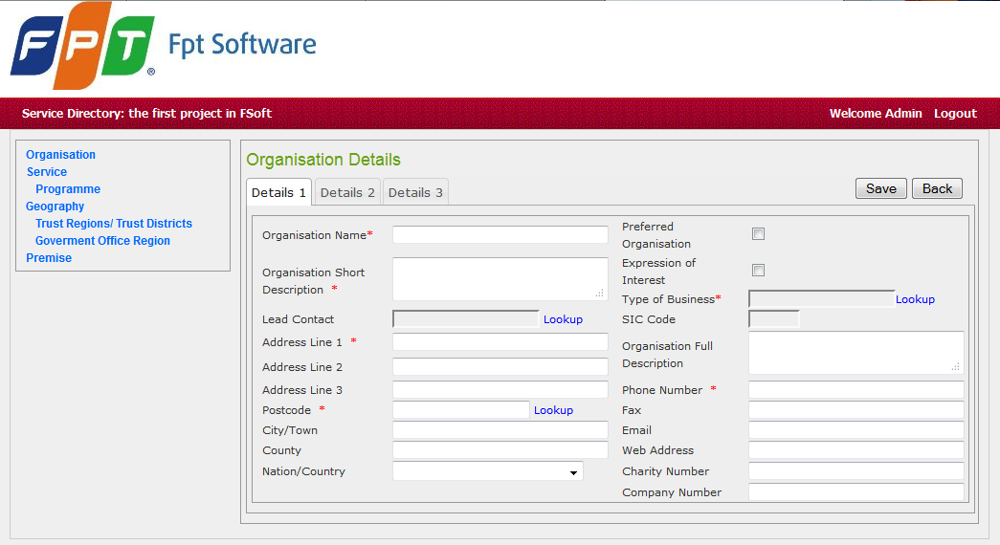 FPT®
Fpt Software
Service Directory: the first project in FSoft
Welcome Admin Logout
Organisation
Service
Programme
Geography
Trust Regions/ Trust Districts
Goverment Office Region
Premise
Organisation Details
Details 1 Details 2 Details 3
Save Back
Organisation Name*
Organisation Short
Description *
Lead Contact Lookup
Address Line 1 *
Address Line 2
Address Line 3
Postcode * Lookup
City/Town
County
Nation/Country
Preferred
Organisation
Expression of
Interest
Type of Business* Lookup
SIC Code
Organisation Full
Description
Phone Number *
Fax
Email
Web Address
Charity Number
Company Number